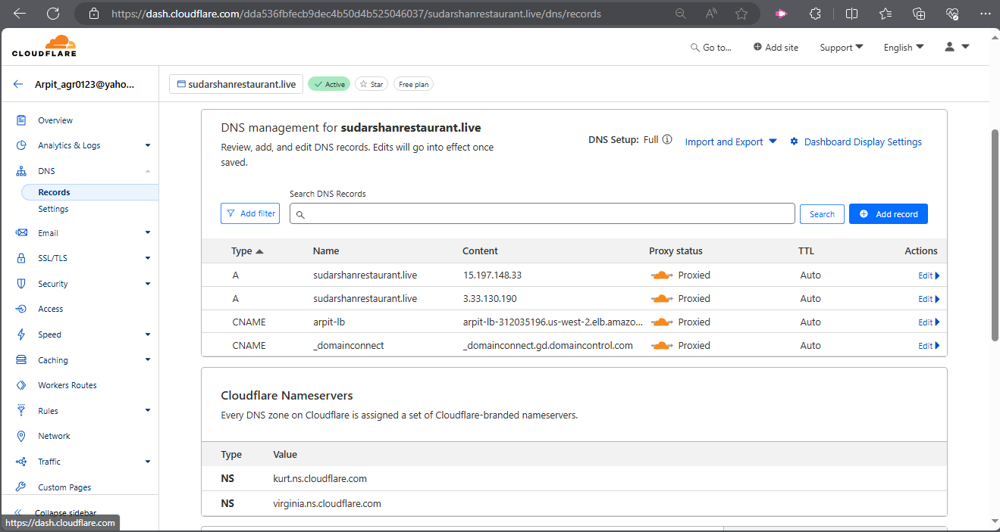 https://dash.cloudflare.com/dda536fbfecb9dec4b50d4b525046037/sudarshanrestaurant.live/dns/records
CLOUDFLARE
Go to...
Add site
Support
English
Arpit_agr0123@yaho...
sudarshanrestaurant.live
Active
Star
Free plan
Overview
Analytics & Logs
DNS
Records
Settings
Email
SSL/TLS
Security
Access
Speed
Caching
Workers Routes
Rules
Network
Traffic
Custom Pages
Collapse sidebar
https://dash.cloudflare.com
DNS management for sudarshanrestaurant.live
Review, add, and edit DNS records. Edits will go into effect once
saved.
DNS Setup: Full
Import and Export
Dashboard Display Settings
Search DNS Records
Add filter
Search
Add record
Type Name Content Proxy status TTL Actions
A sudarshanrestaurant.live 15.197.148.33 Proxied Auto Edit
A sudarshanrestaurant.live 3.33.130.190 Proxied Auto Edit
CNAME arpit-lb arpit-lb-312035196.us-west-2.elb.amazo... Proxied Auto Edit
CNAME _domainconnect _domainconnect.gd.domaincontrol.com Proxied Auto Edit
Cloudflare Nameservers
Every DNS zone on Cloudflare is assigned a set of Cloudflare-branded nameservers.
Type Value
NS kurt.ns.cloudflare.com
NS virginia.ns.cloudflare.com